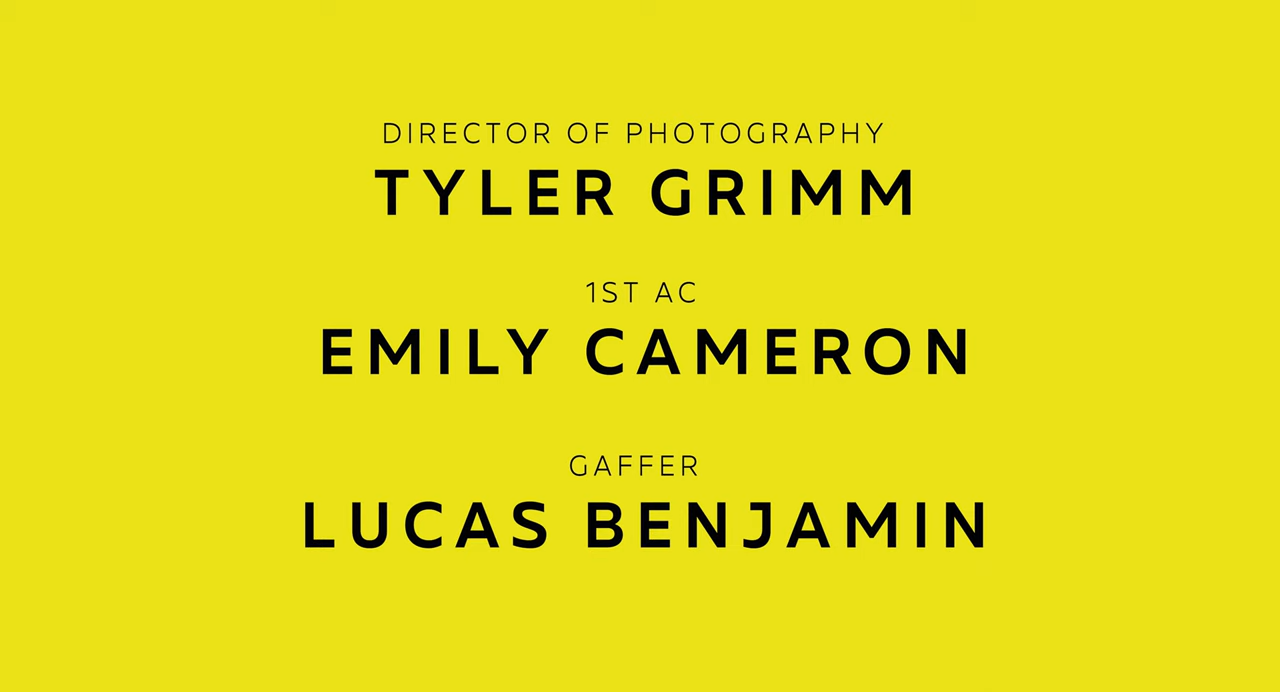 DIRECTOR OF PHOTOGRAPHY
TYLER GRIMM
1ST AC
EMILY CAMERON
GAFFER
LUCAS BENJAMIN